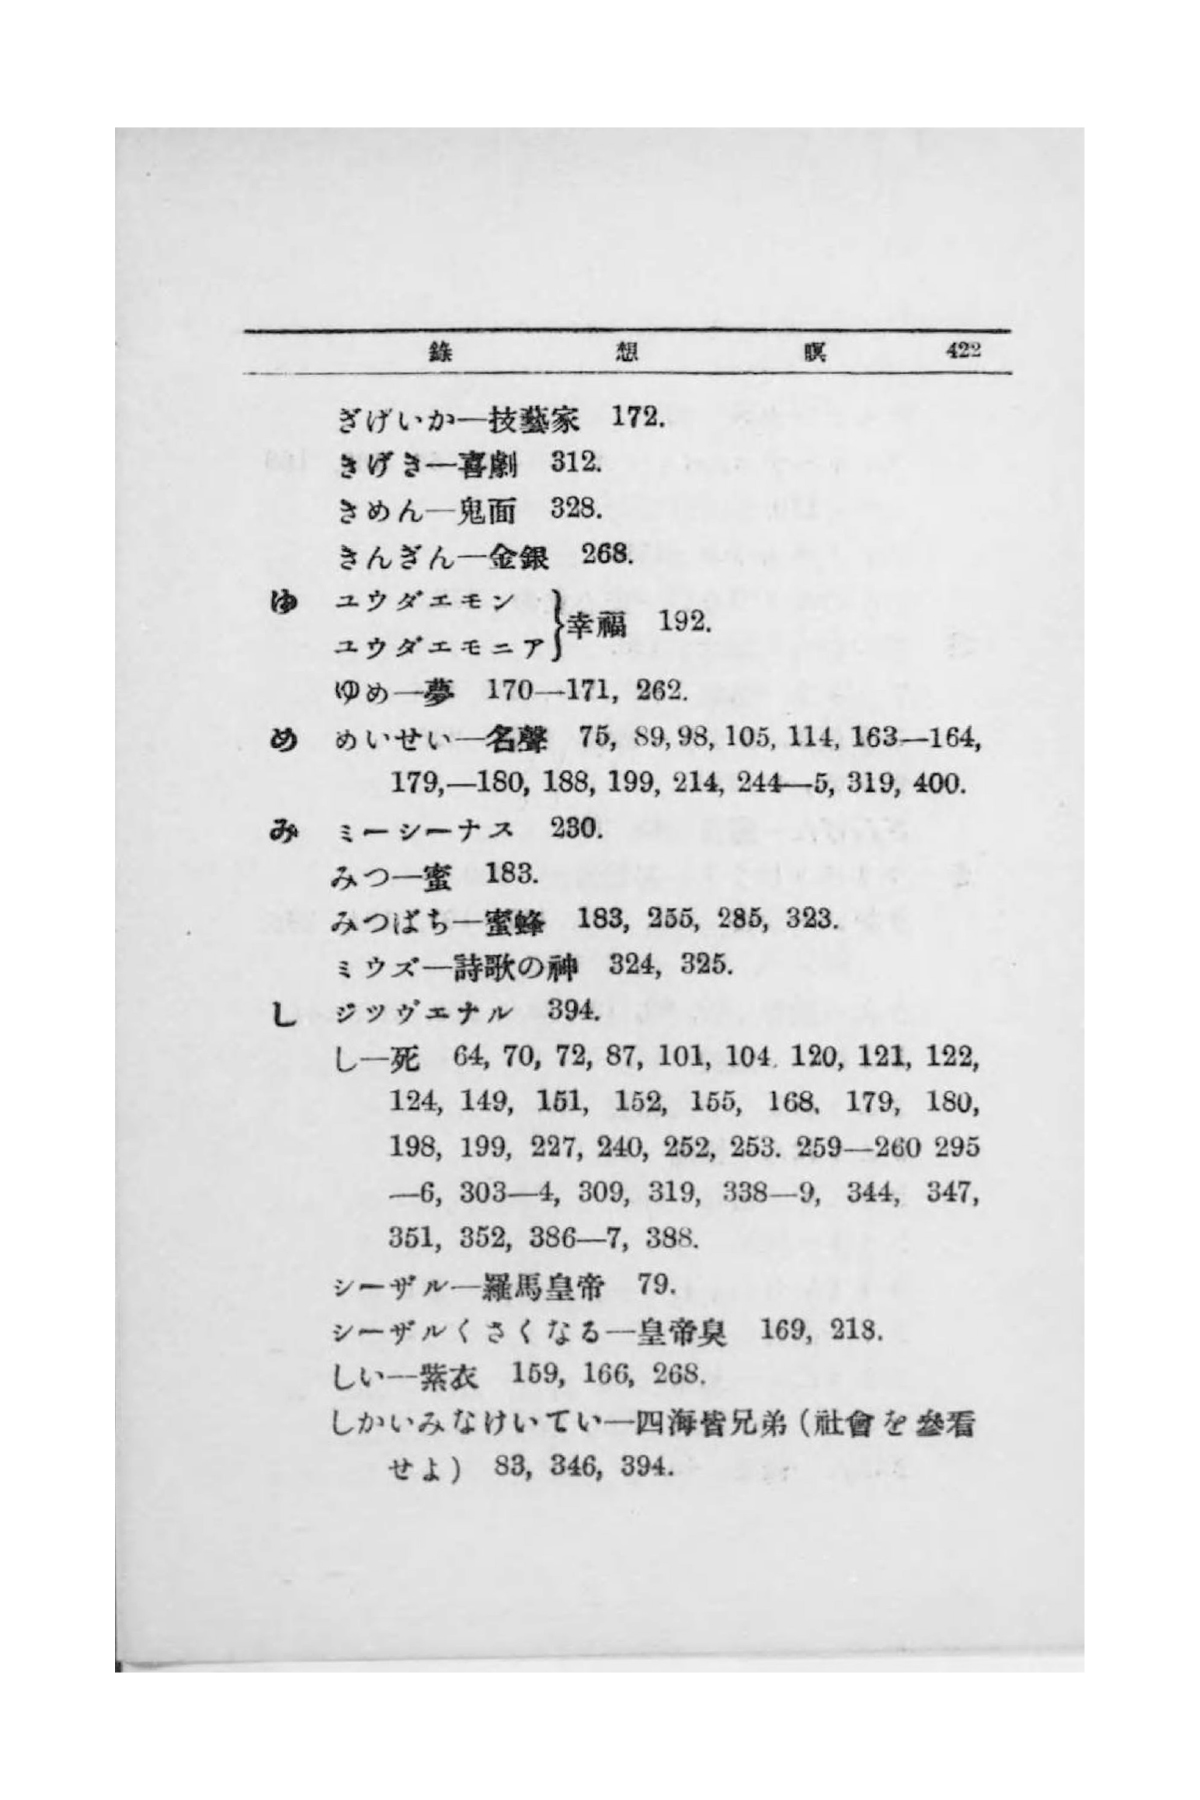 錄想瞑 422
ぎげいか—技藝家 172.
きげき—喜劇 312.
きめん—鬼面 328.
きんぎん—金銀 268.
ゆ ユウダエモン
ユウダエモニア}幸福 192.
ゆめ—夢 170—171, 262.
め めいせい—名聲 75, 89, 98, 105, 114, 163—164,
179,—180, 188, 199, 214, 244—5, 319, 400.
み ミーシーナス 230.
みつ—蜜 183.
みつばち—蜜蜂 183, 255, 285, 323.
ミウズ—詩歌の神 324, 325.
し ジツヴエナル 394.
し—死 64, 70, 72, 87, 101, 104. 120, 121, 122,
124, 149, 151, 152, 155, 168. 179, 180,
198, 199, 227, 240, 252, 253. 259—260 295
—6, 303—4, 309, 319, 338—9, 344, 347,
351, 352, 386—7, 388.
シーザル—羅馬皇帝 79.
シーザルくさくなる—皇帝臭 169, 218.
しい—紫衣 159, 166, 268.
しかいみなけいてい—四海皆兄弟(社會を參看
せよ) 83, 346, 394.